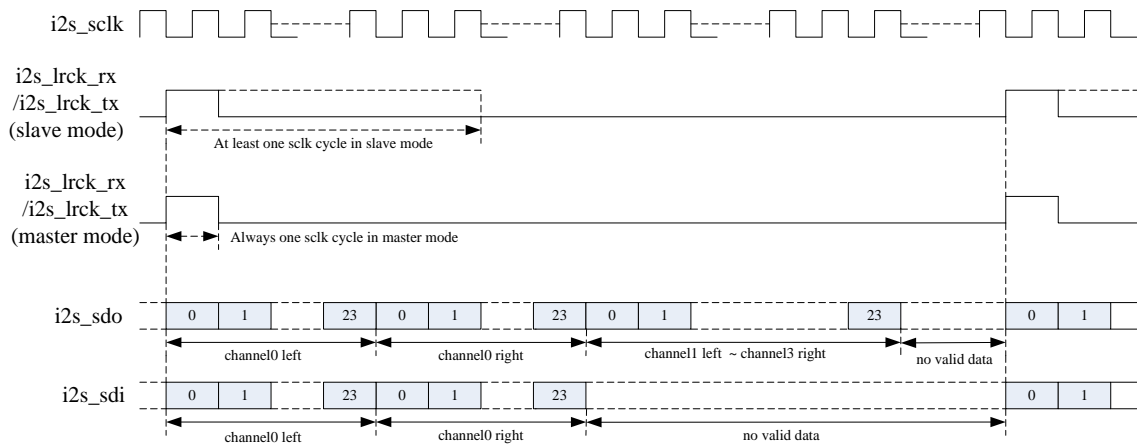 i2s_sclk
i2s_lrck_rx
/i2s_lrck_tx
(slave mode)
At least one sclk cycle in slave mode
i2s_lrck_rx
/i2s_lrck_tx
(master mode)
Always one sclk cycle in master mode
i2s_sdo 0 1 23 0 1 23 0 1 23 0 1
channel0 left channel0 right channel1 left ~ channel3 right no valid data
i2s_sdi 0 1 23 0 1 23 0 1
channel0 left channel0 right no valid data